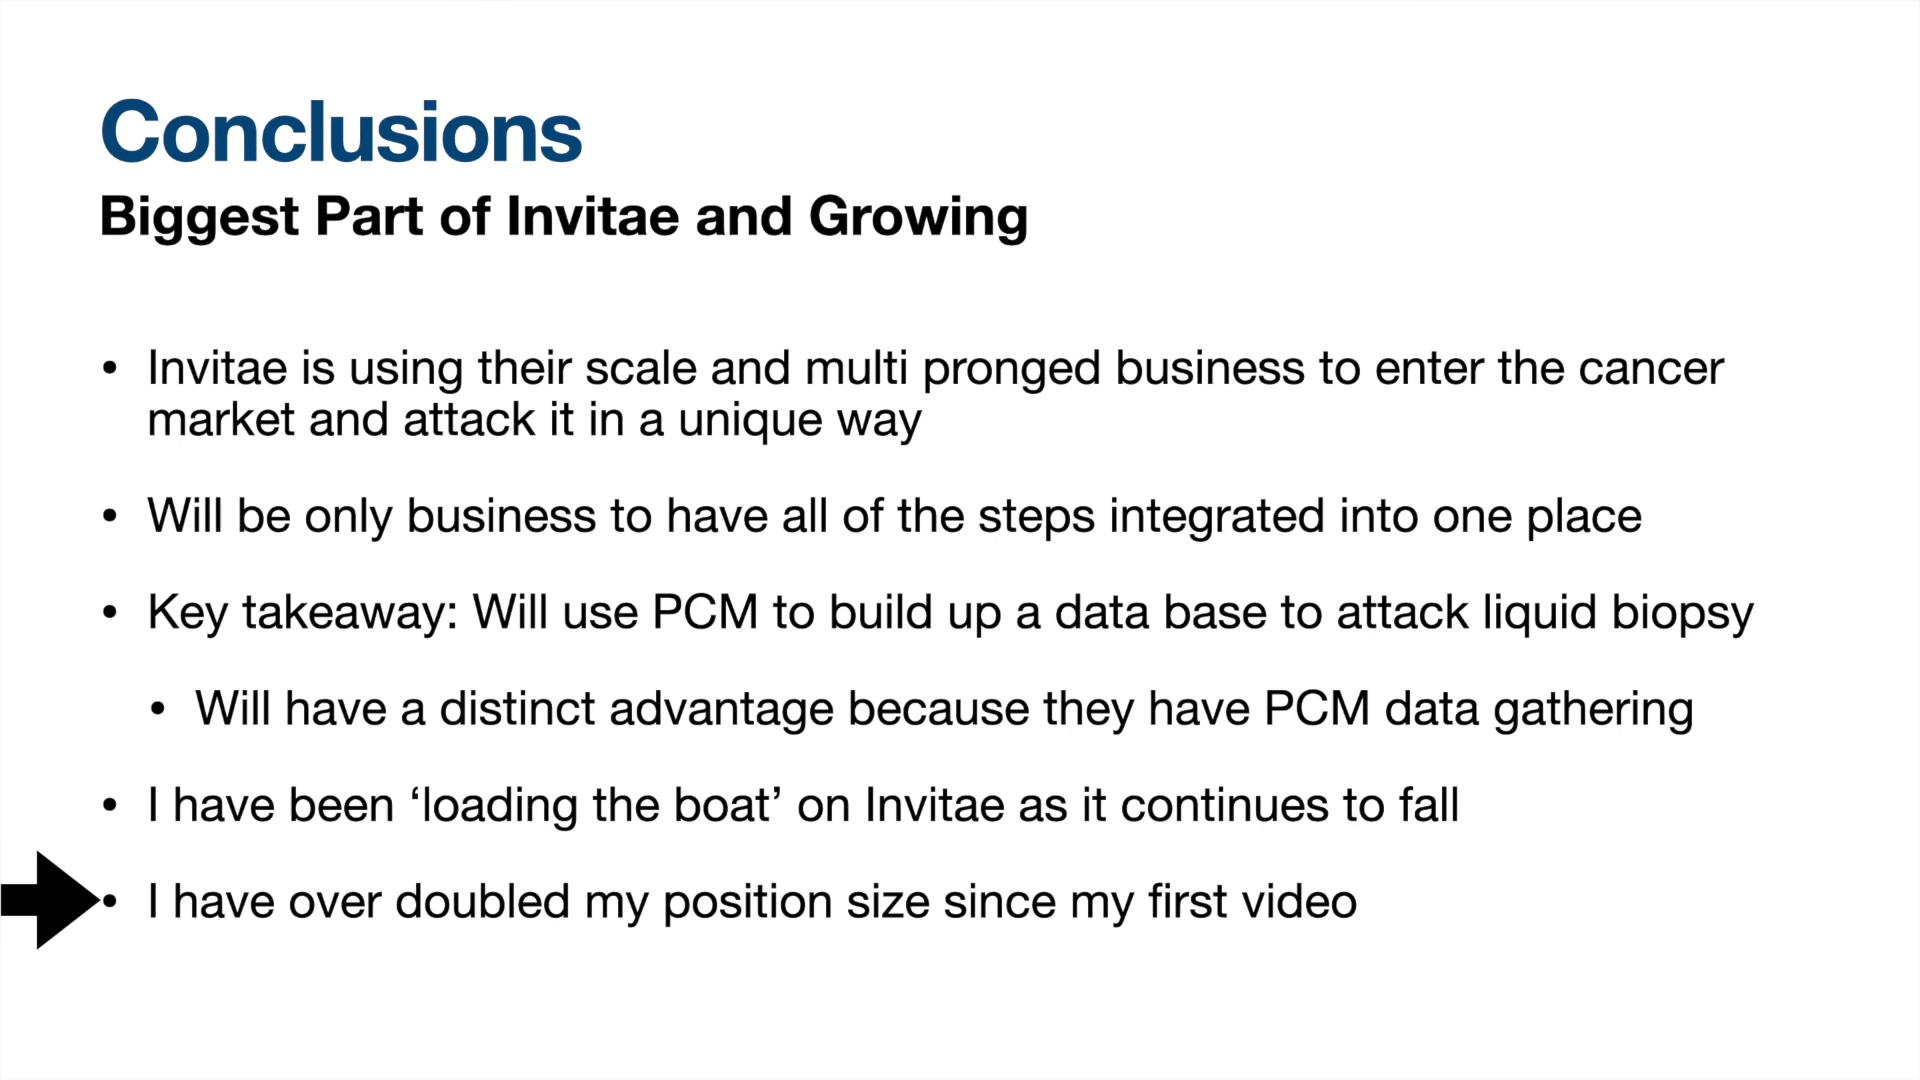 Conclusions
Biggest Part of Invitae and Growing
• Invitae is using their scale and multi pronged business to enter the cancer
market and attack it in a unique way
• Will be only business to have all of the steps integrated into one place
• Key takeaway: Will use PCM to build up a data base to attack liquid biopsy
• Will have a distinct advantage because they have PCM data gathering
• I have been ‘loading the boat’ on Invitae as it continues to fall
• I have over doubled my position size since my first video